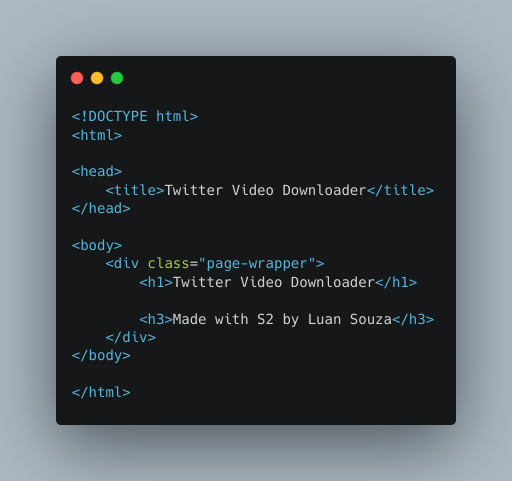 <!DOCTYPE html>
<html>
<head>
<title>Twitter Video Downloader</title>
</head>
<body>
<div class="page-wrapper">
<h1>Twitter Video Downloader</h1>
<h3>Made with S2 by Luan Souza</h3>
</div>
</body>
</html>